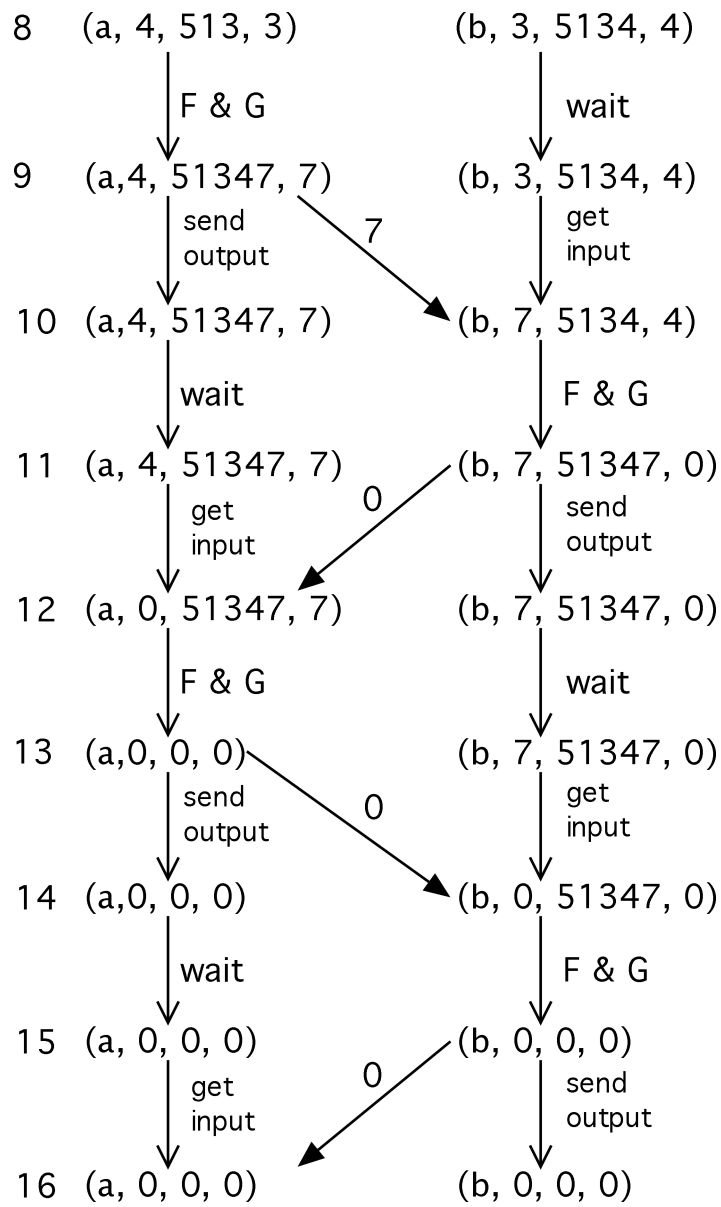 8 (a, 4, 513, 3) (b, 3, 5134, 4)
F & G wait
9 (a,4, 51347, 7) (b, 3, 5134, 4)
send 7 get
output input
10 (a,4, 51347, 7) (b, 7, 5134, 4)
wait F & G
11 (a, 4, 51347, 7) (b, 7, 51347, 0)
get 0 send
input output
12 (a, 0, 51347, 7) (b, 7, 51347, 0)
F & G wait
13 (a,0, 0, 0) (b, 7, 51347, 0)
send 0 get
output input
14 (a,0, 0, 0) (b, 0, 51347, 0)
wait F & G
15 (a, 0, 0, 0) (b, 0, 0, 0)
get 0 send
input output
16 (a, 0, 0, 0) (b, 0, 0, 0)